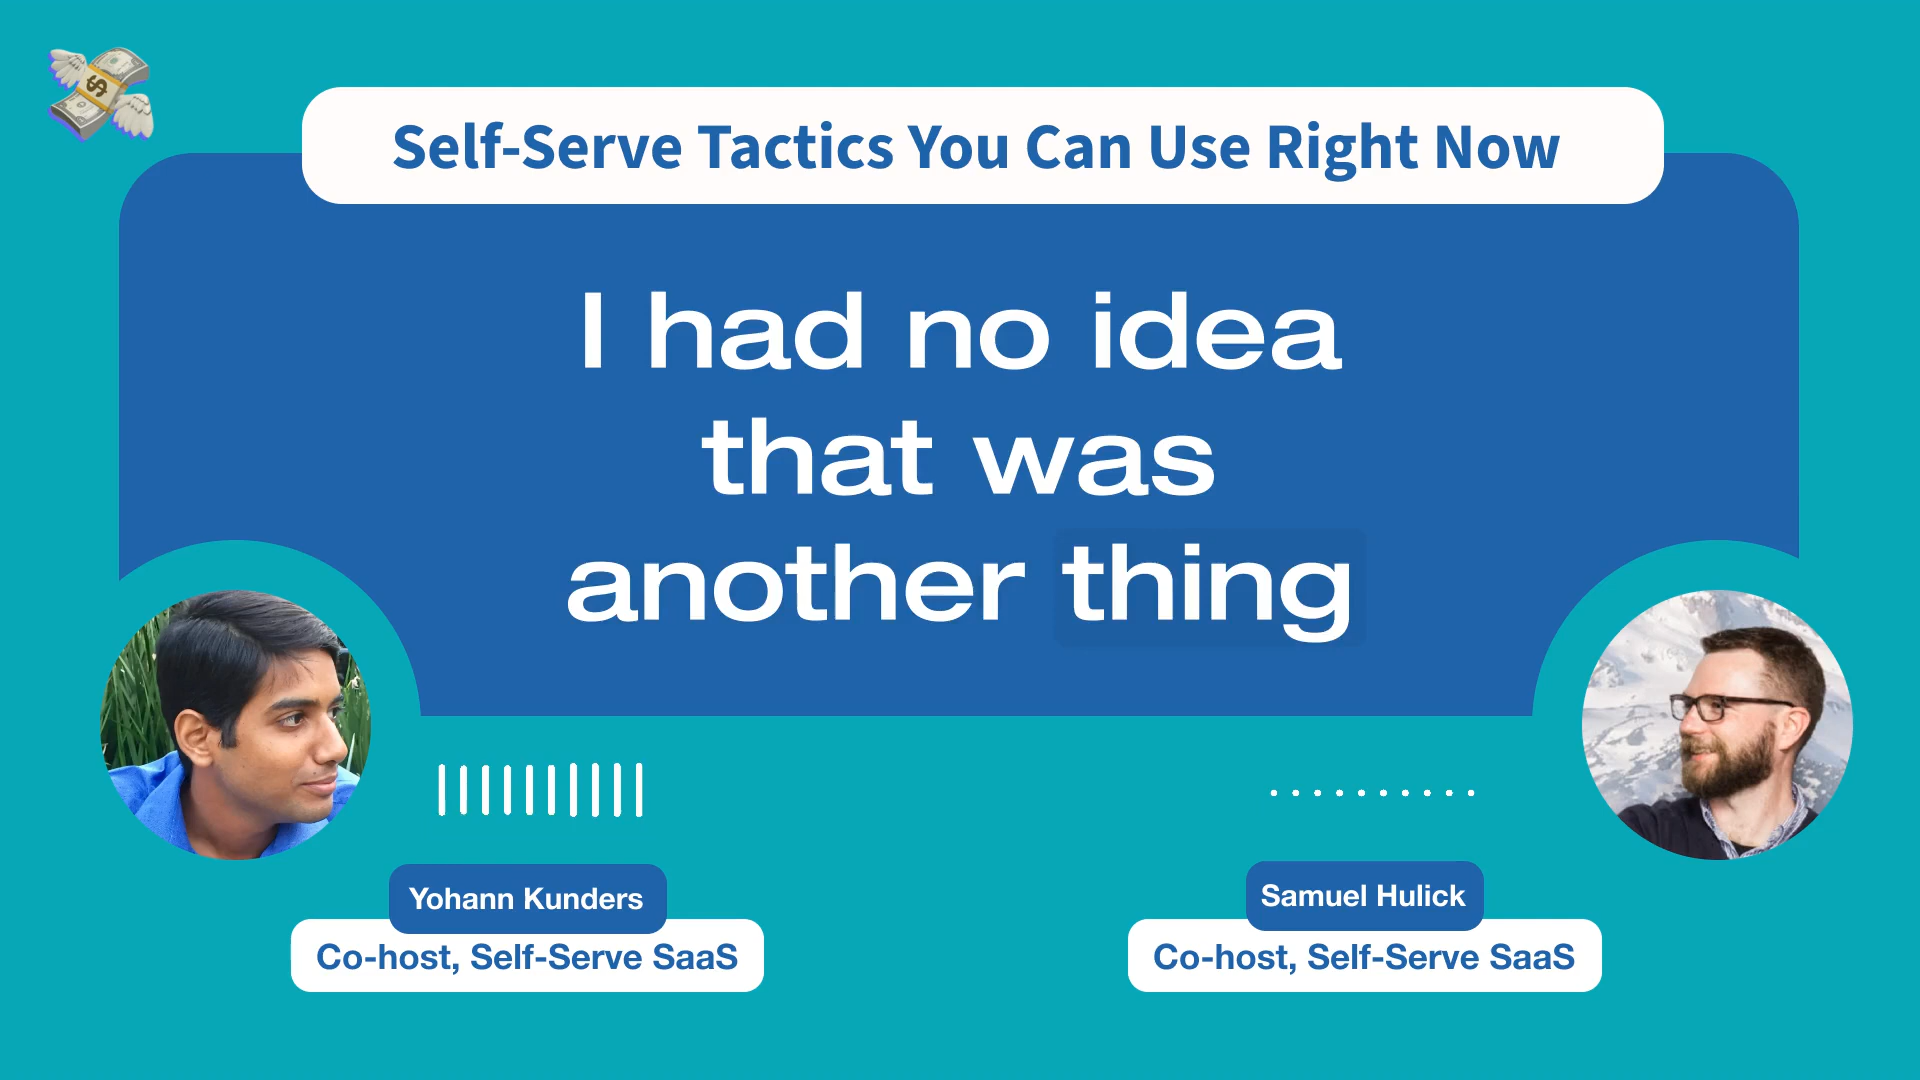 Self-Serve Tactics You Can Use Right Now
I had no idea
that was
another thing
Yohann Kunders
Co-host, Self-Serve SaaS
Samuel Hulick
Co-host, Self-Serve SaaS